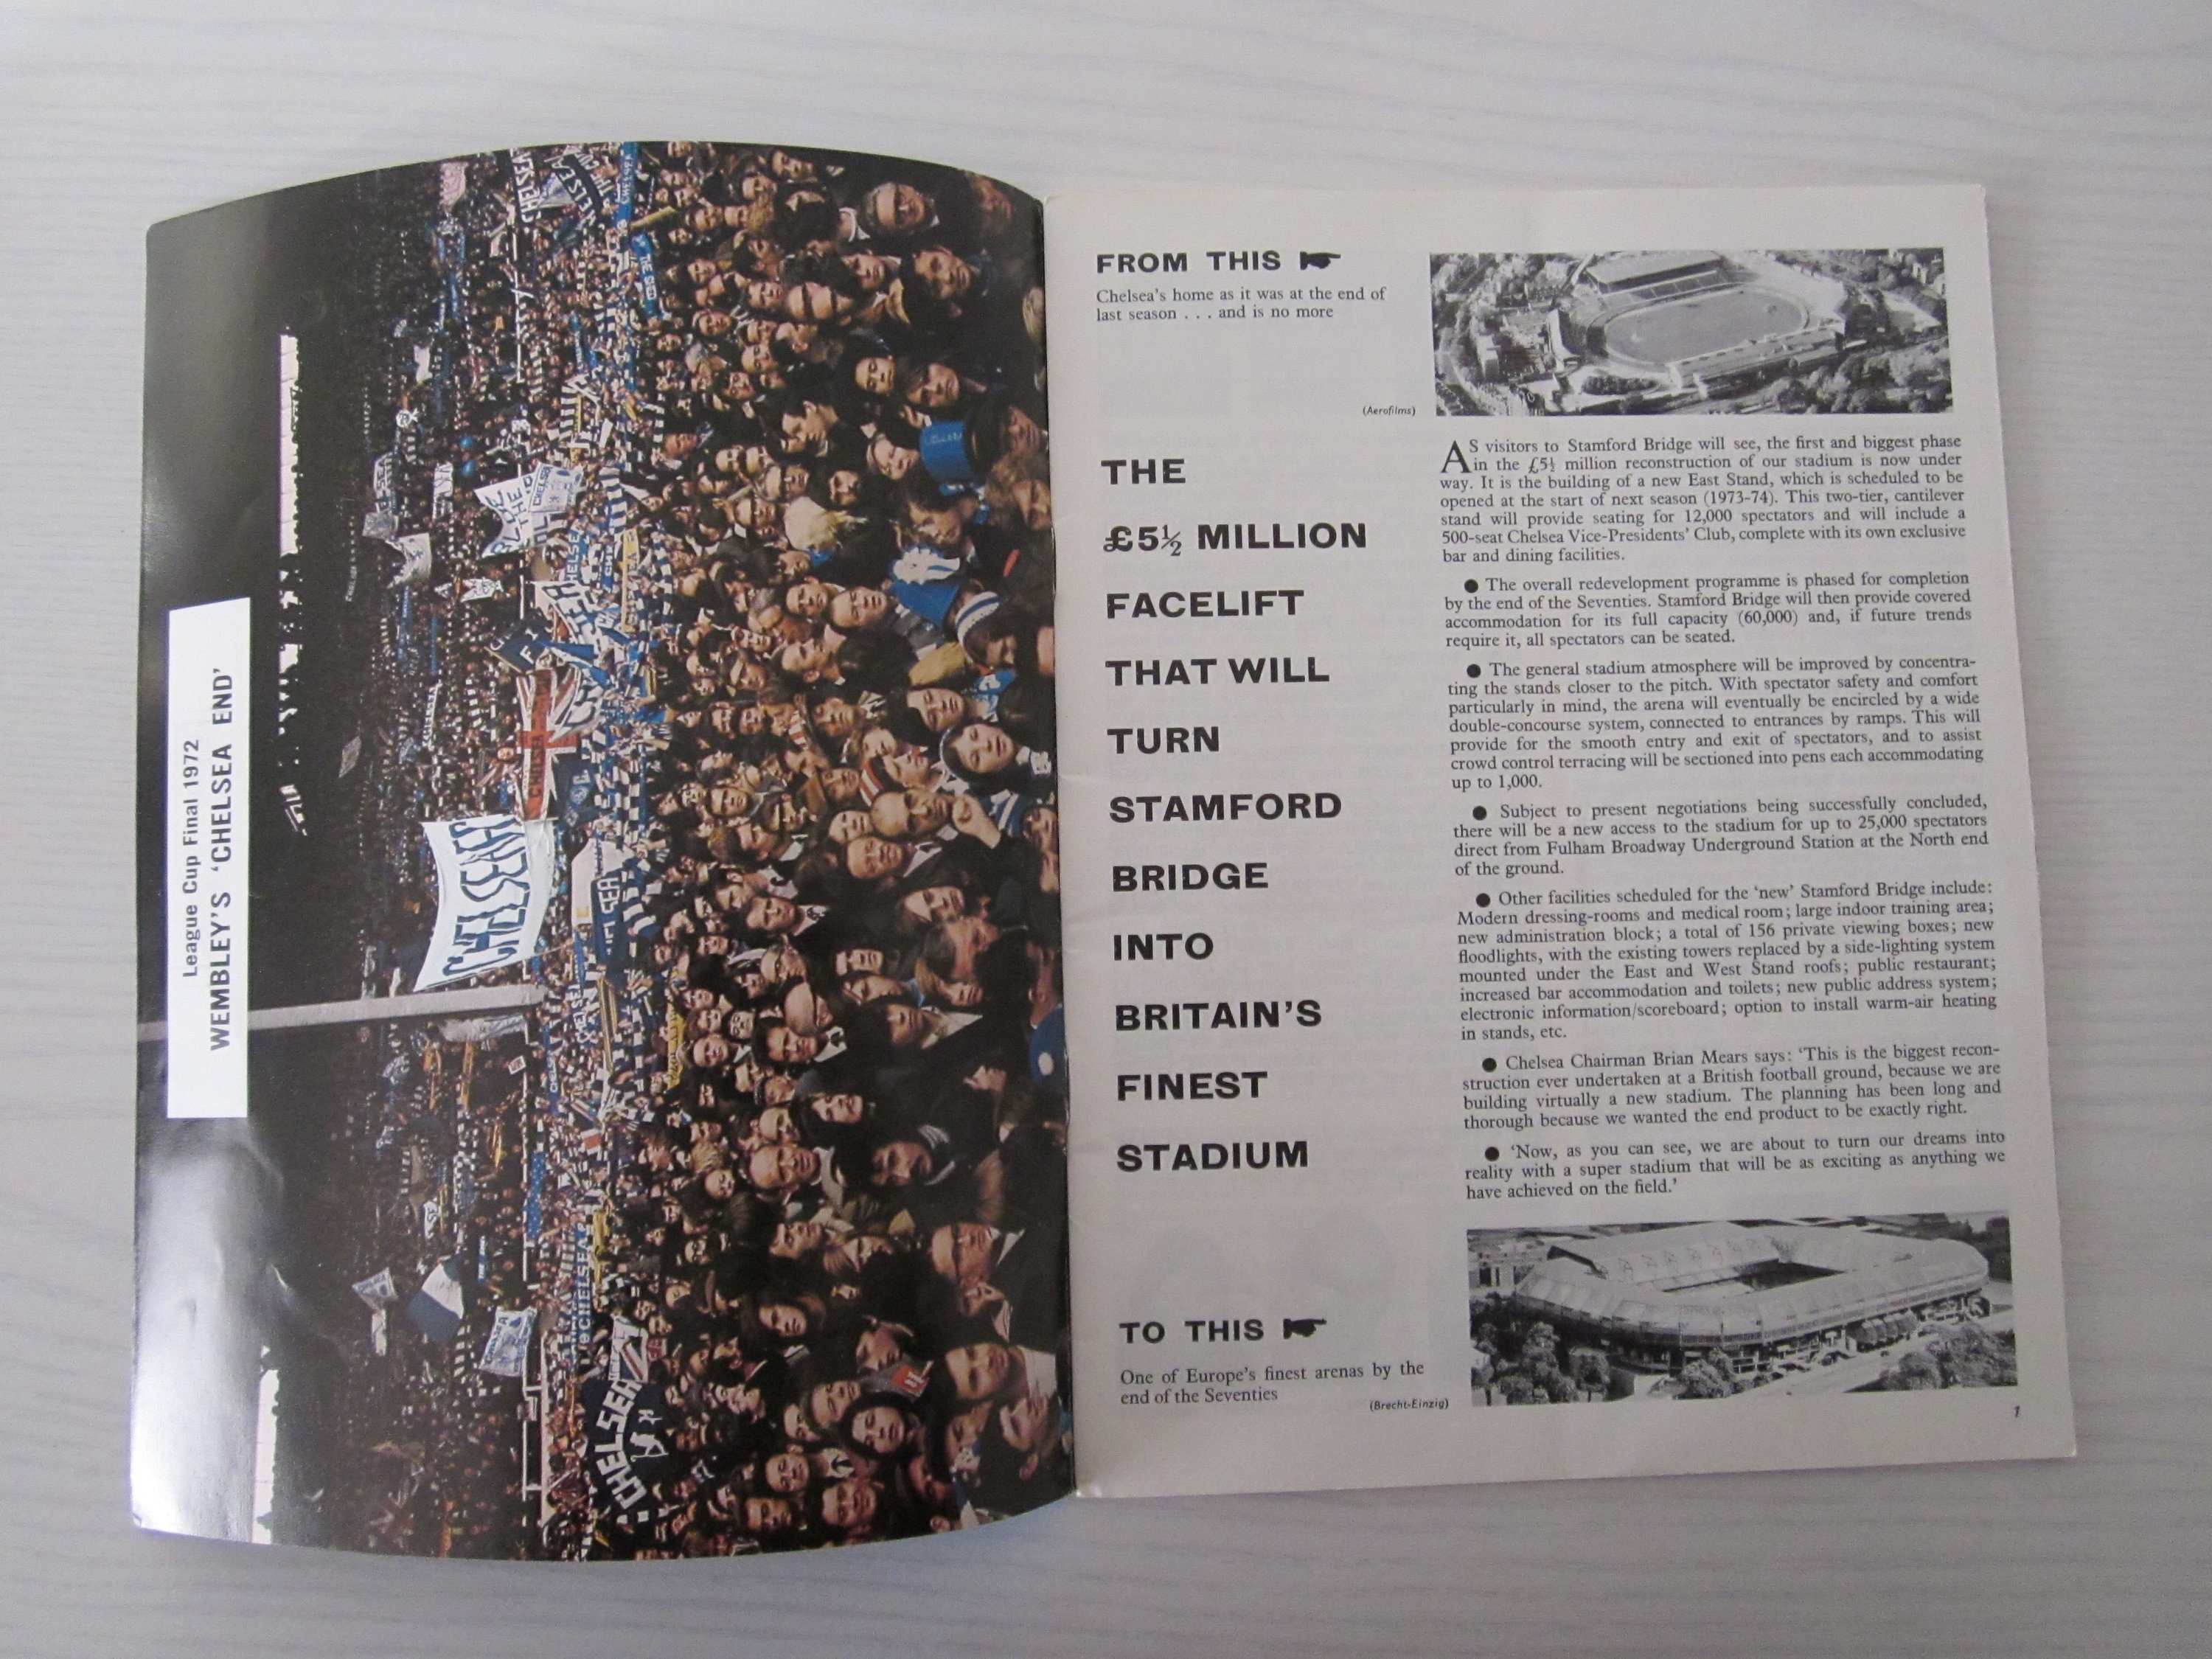 League Cup Final 1972
WEMBLEY'S 'CHELSEA END'
CHELSEA
CHELSEA
CHELSEA
CHELSEA
CHELSEA
FROM THIS
Chelsea's home as it was at the end of
last season . . . and is no more
(Aerofilms)
THE
£5½ MILLION
FACELIFT
THAT WILL
TURN
STAMFORD
BRIDGE
INTO
BRITAIN'S
FINEST
STADIUM
TO THIS
One of Europe's finest arenas by the
end of the Seventies
(Brecht-Einzig)
AS visitors to Stamford Bridge will see, the first and biggest phase
in the £5½ million reconstruction of our stadium is now under
way. It is the building of a new East Stand, which is scheduled to be
opened at the start of next season (1973-74). This two-tier, cantilever
stand will provide seating for 12,000 spectators and will include a
500-seat Chelsea Vice-Presidents' Club, complete with its own exclusive
bar and dining facilities.
● The overall redevelopment programme is phased for completion
by the end of the Seventies. Stamford Bridge will then provide covered
accommodation for its full capacity (60,000) and, if future trends
require it, all spectators can be seated.
● The general stadium atmosphere will be improved by concentra-
ting the stands closer to the pitch. With spectator safety and comfort
particularly in mind, the arena will eventually be encircled by a wide
double-concourse system, connected to entrances by ramps. This will
provide for the smooth entry and exit of spectators, and to assist
crowd control terracing will be sectioned into pens each accommodating
up to 1,000.
● Subject to present negotiations being successfully concluded,
there will be a new access to the stadium for up to 25,000 spectators
direct from Fulham Broadway Underground Station at the North end
of the ground.
● Other facilities scheduled for the 'new' Stamford Bridge include:
Modern dressing-rooms and medical room; large indoor training area;
new administration block; a total of 156 private viewing boxes; new
floodlights, with the existing towers replaced by a side-lighting system
mounted under the East and West Stand roofs; public restaurant;
increased bar accommodation and toilets; new public address system;
electronic information/scoreboard; option to install warm-air heating
in stands, etc.
● Chelsea Chairman Brian Mears says: 'This is the biggest recon-
struction ever undertaken at a British football ground, because we are
building virtually a new stadium. The planning has been long and
thorough because we wanted the end product to be exactly right.
● 'Now, as you can see, we are about to turn our dreams into
reality with a super stadium that will be as exciting as anything we
have achieved on the field.'
1